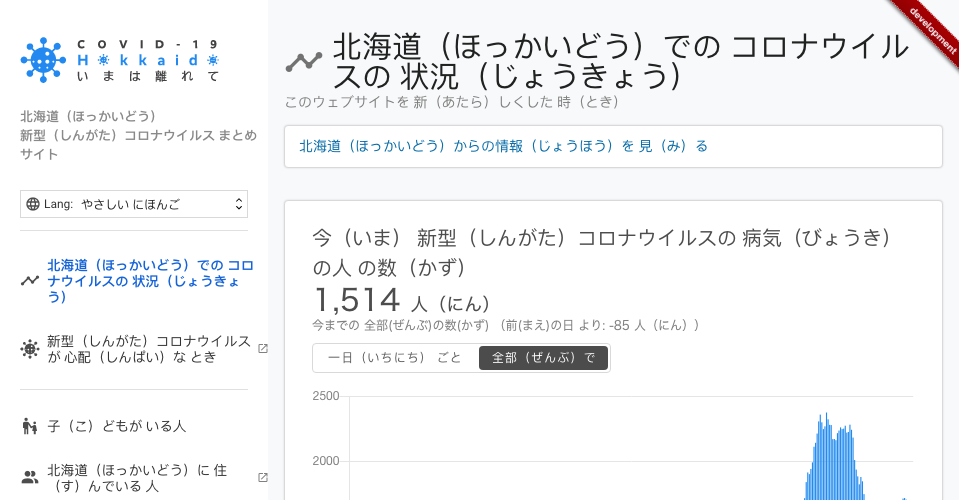 COVID-19
Hokkaido
いまは離れて
北海道（ほっかいどう）
新型（しんがた）コロナウイルス まとめ
サイト
Lang: やさしい にほんご
北海道（ほっかいどう）での コロ
ナウイルスの 状況（じょうきょ
う）
新型（しんがた）コロナウイルス
が 心配（しんぱい）な とき
子（こ）どもが いる人
北海道（ほっかいどう）に 住
（す）んでいる 人
development
北海道（ほっかいどう）での コロナウイル
スの 状況（じょうきょう）
このウェブサイトを 新（あたら）しくした 時（とき）
北海道（ほっかいどう）からの情報（じょうほう）を 見（み）る
今（いま） 新型（しんがた）コロナウイルスの 病気（びょうき）
の人 の数（かず）
1,514 人（にん）
今までの 全部(ぜんぶ)の数(かず) （前(まえ)の日 より: -85 人（にん））
一日（いちにち） ごと
全部（ぜんぶ）で
2500
2000